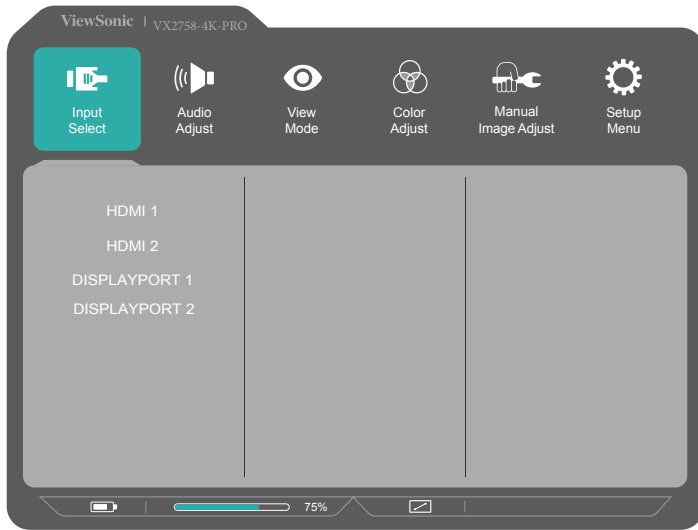 ViewSonic | VX2758-4K-PRO
Input
Select
Audio
Adjust
View
Mode
Color
Adjust
Manual
Image Adjust
Setup
Menu
HDMI 1
HDMI 2
DISPLAYPORT 1
DISPLAYPORT 2
75%